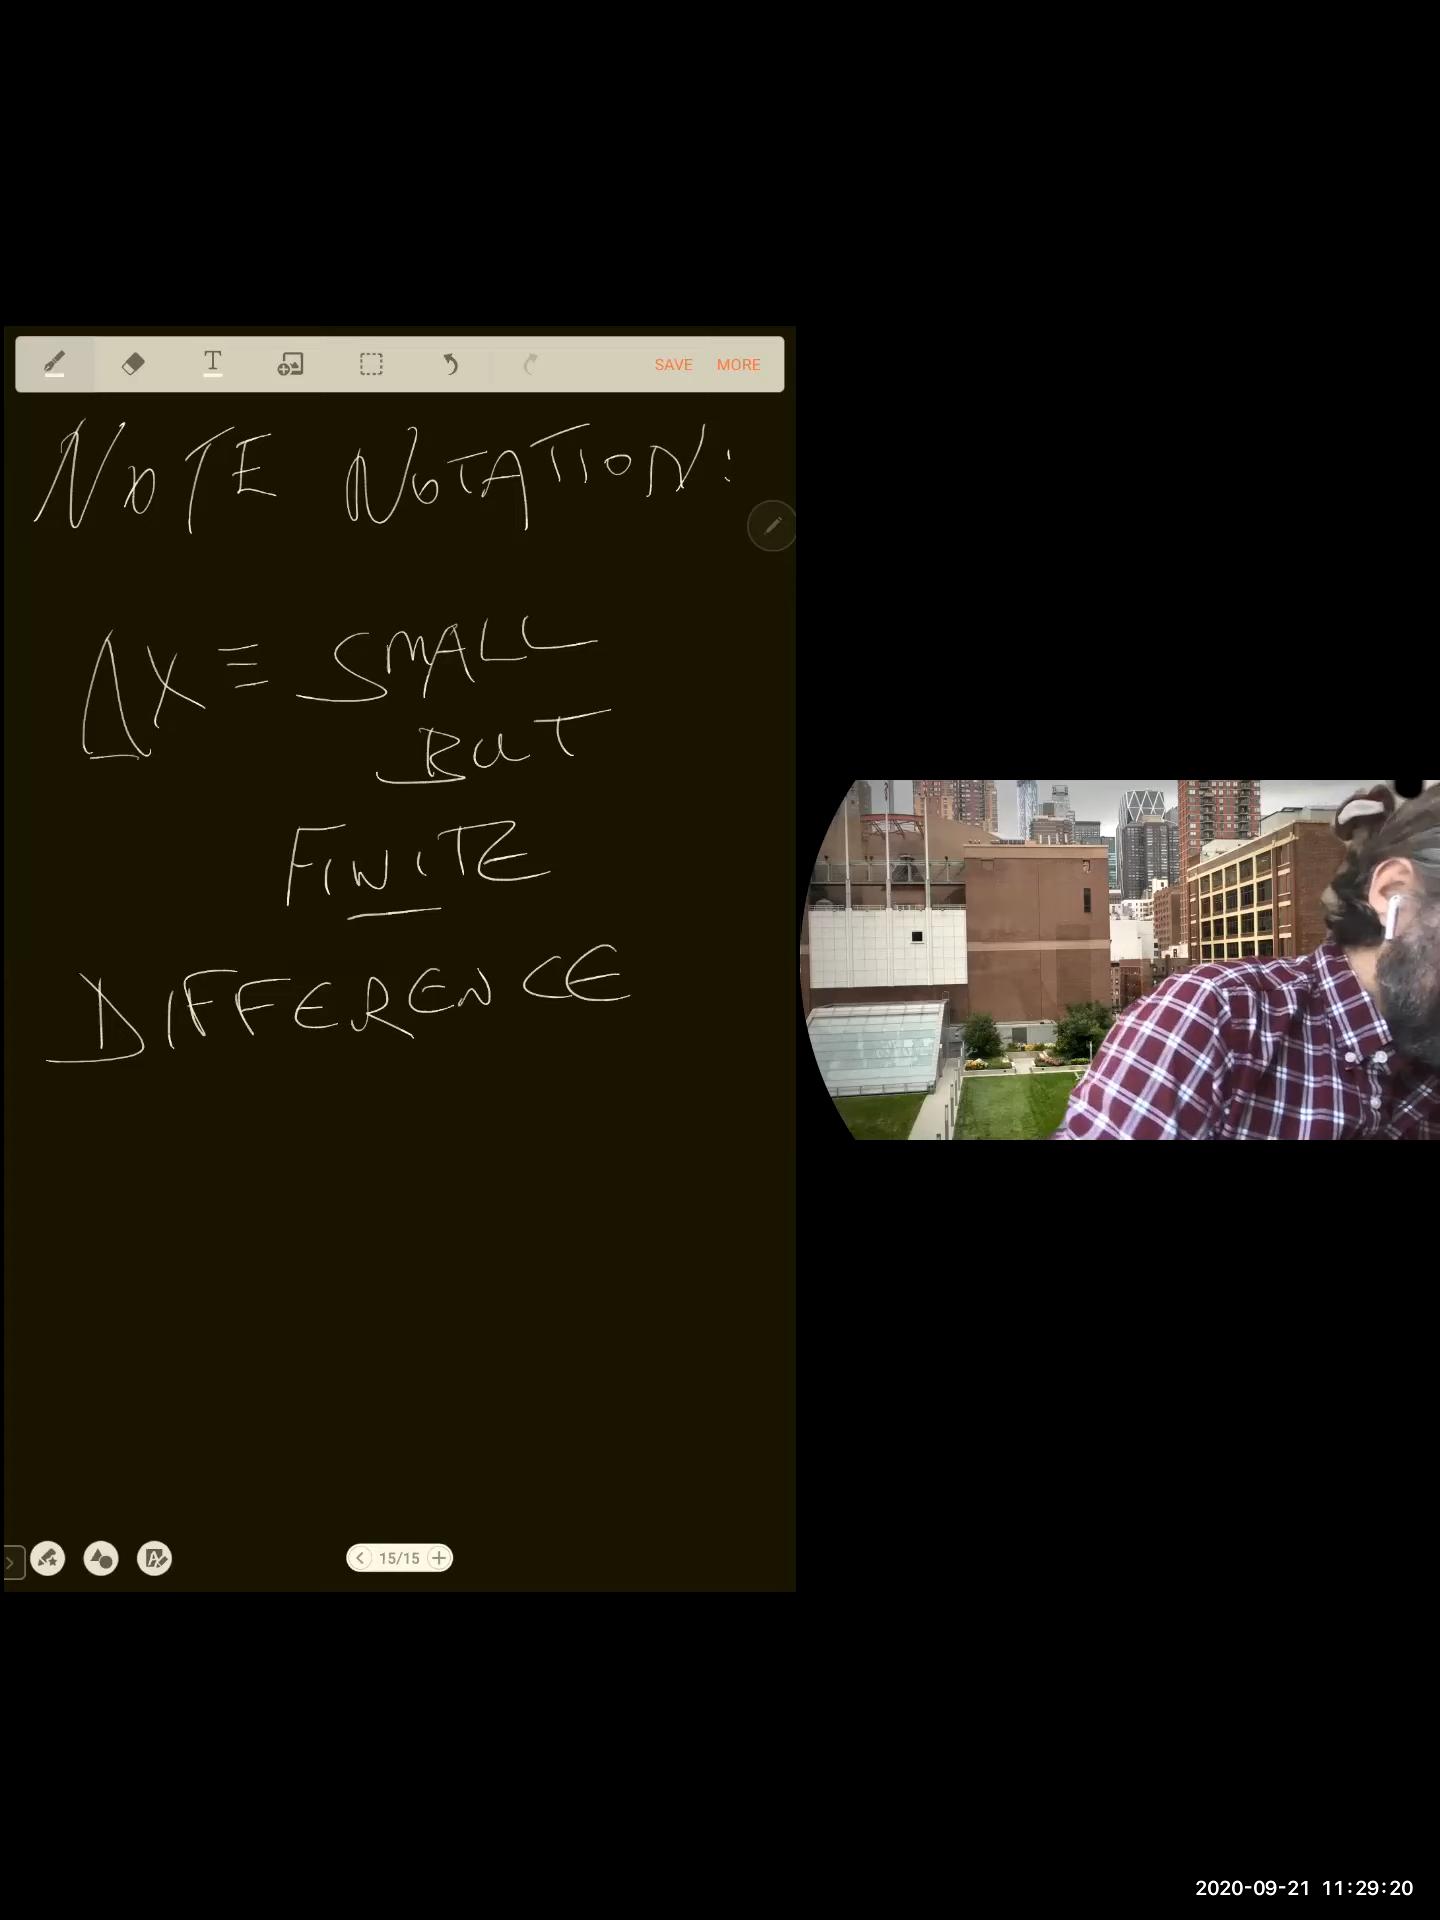 T SAVE MORE
NOTE NOTATION:
Δx ≡ SMALL
BUT
FINITE
DIFFERENCE
A
< 15/15 +
2020-09-21 11:29:20